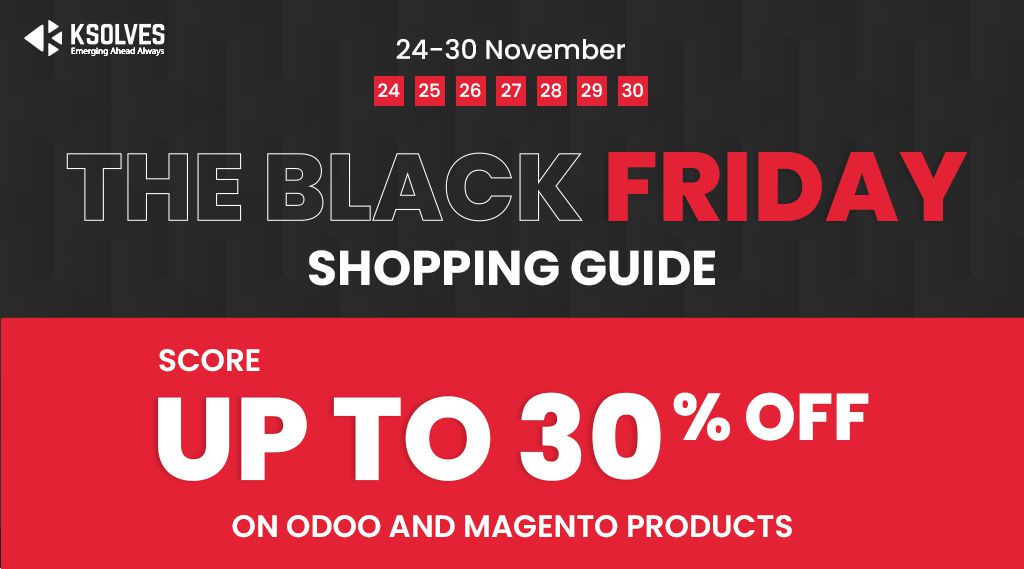 KSOLVES
Emerging Ahead Always
24-30 November
24 25 26 27 28 29 30
THE BLACK FRIDAY
SHOPPING GUIDE
SCORE
UP TO 30% OFF
ON ODOO AND MAGENTO PRODUCTS